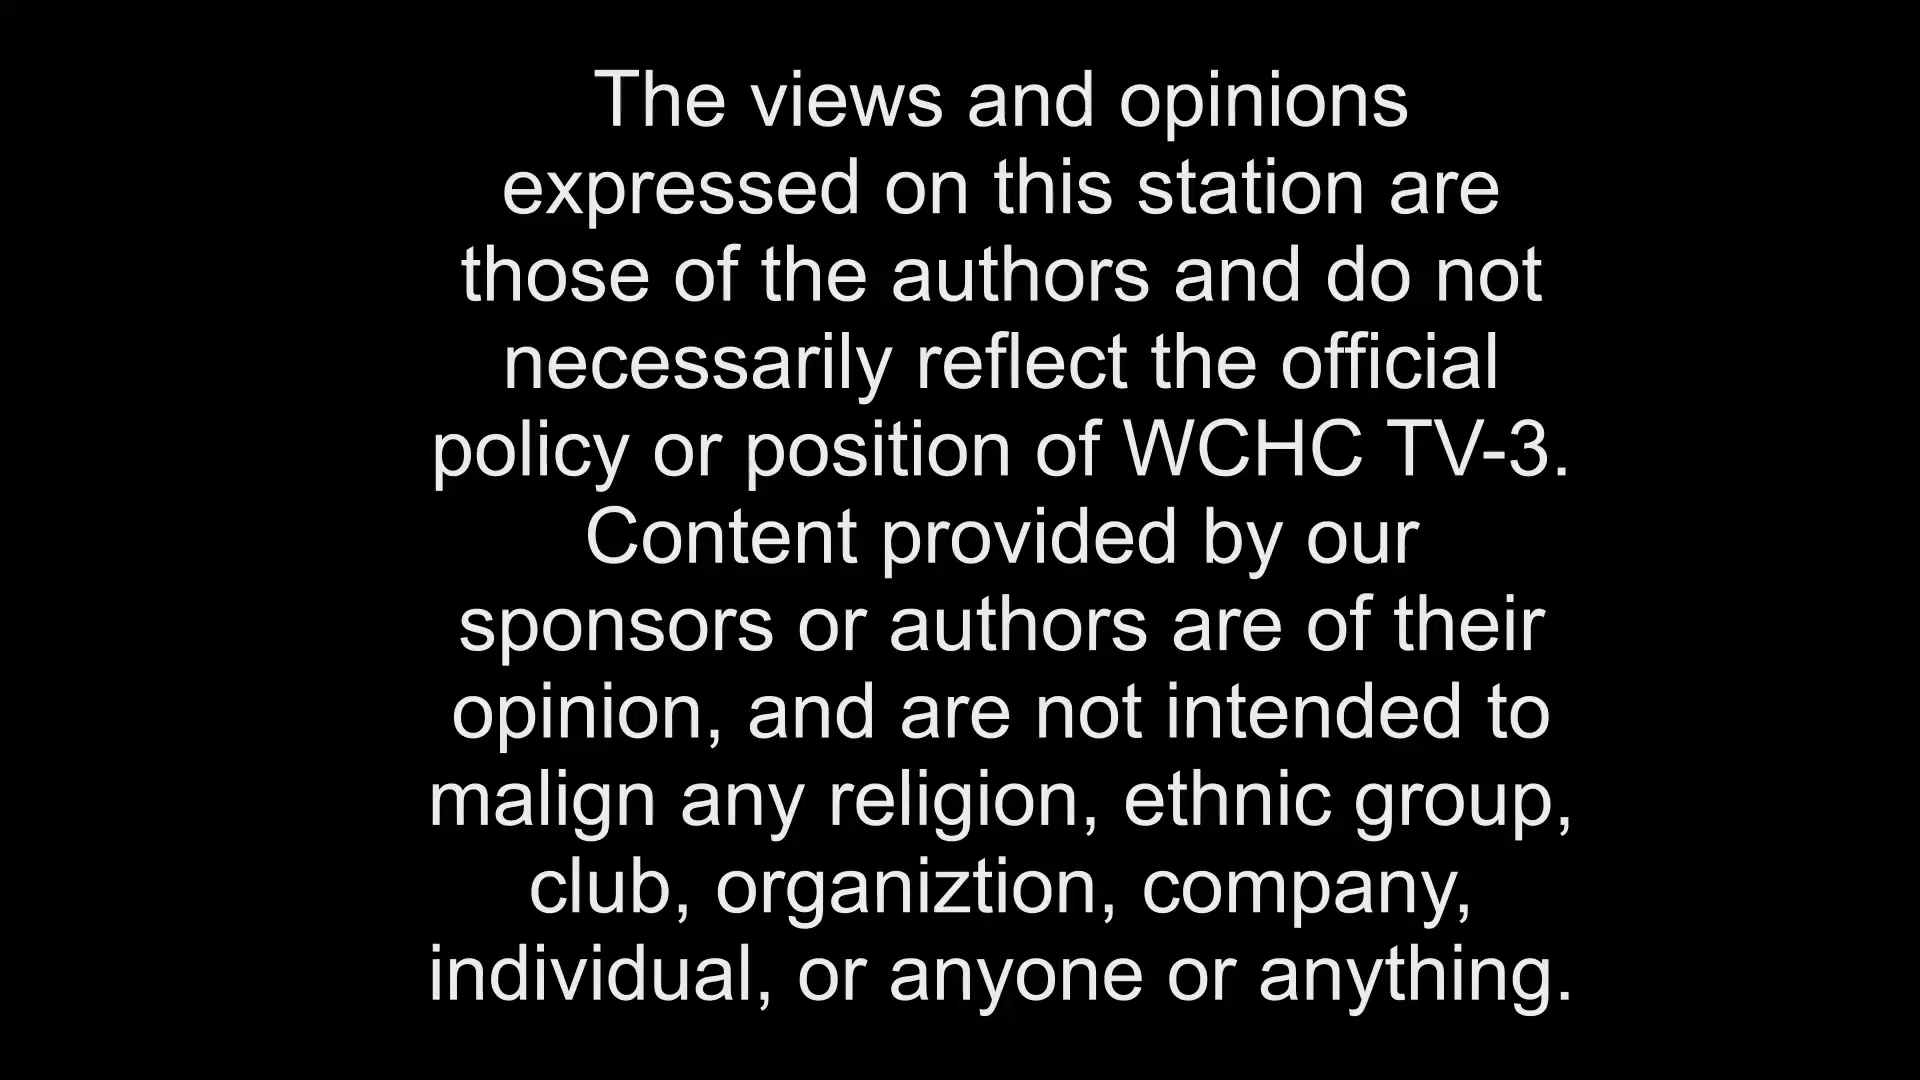 The views and opinions
expressed on this station are
those of the authors and do not
necessarily reflect the official
policy or position of WCHC TV-3.
Content provided by our
sponsors or authors are of their
opinion, and are not intended to
malign any religion, ethnic group,
club, organiztion, company,
individual, or anyone or anything.